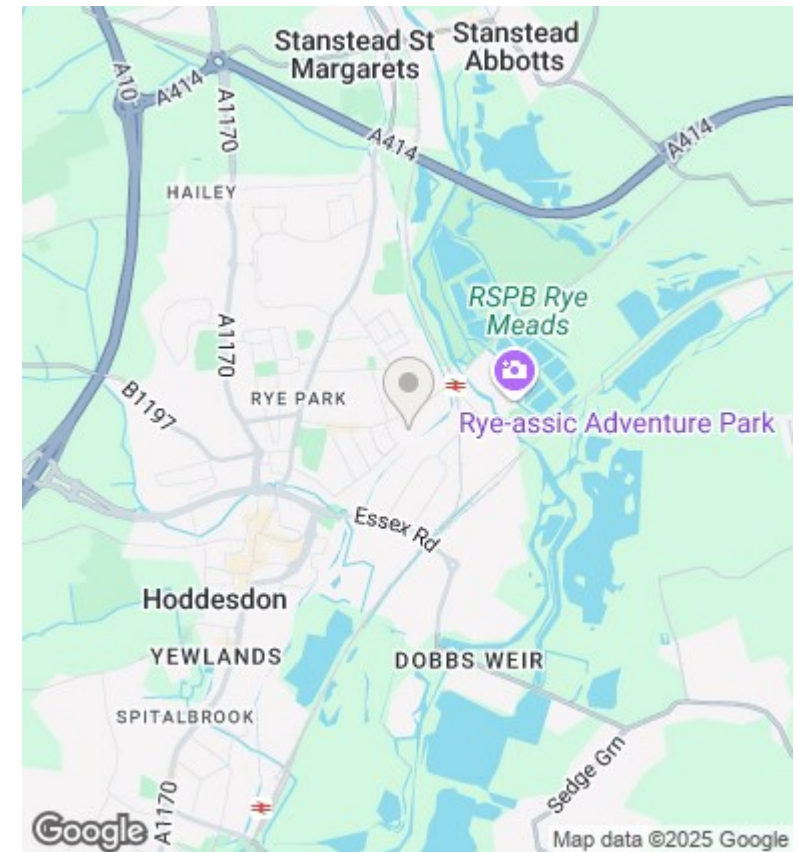 Stanstead St
Margarets
Stanstead
Abbotts
A10
A414
A1170
A414
A414
HAILEY
RSPB Rye
Meads
A1170
B1197
RYE PARK
Rye-assic Adventure Park
Essex Rd
Hoddesdon
YEWLANDS
DOBBS WEIR
SPITALBROOK
Sedge Grn
A1170
Google
Map data ©2025 Google